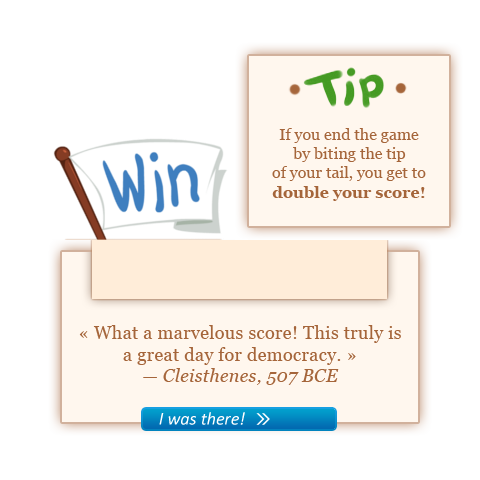 Tip
If you end the game
by biting the tip
of your tail, you get to
double your score!
Win
« What a marvelous score! This truly is
a great day for democracy. »
— Cleisthenes, 507 BCE
I was there! »